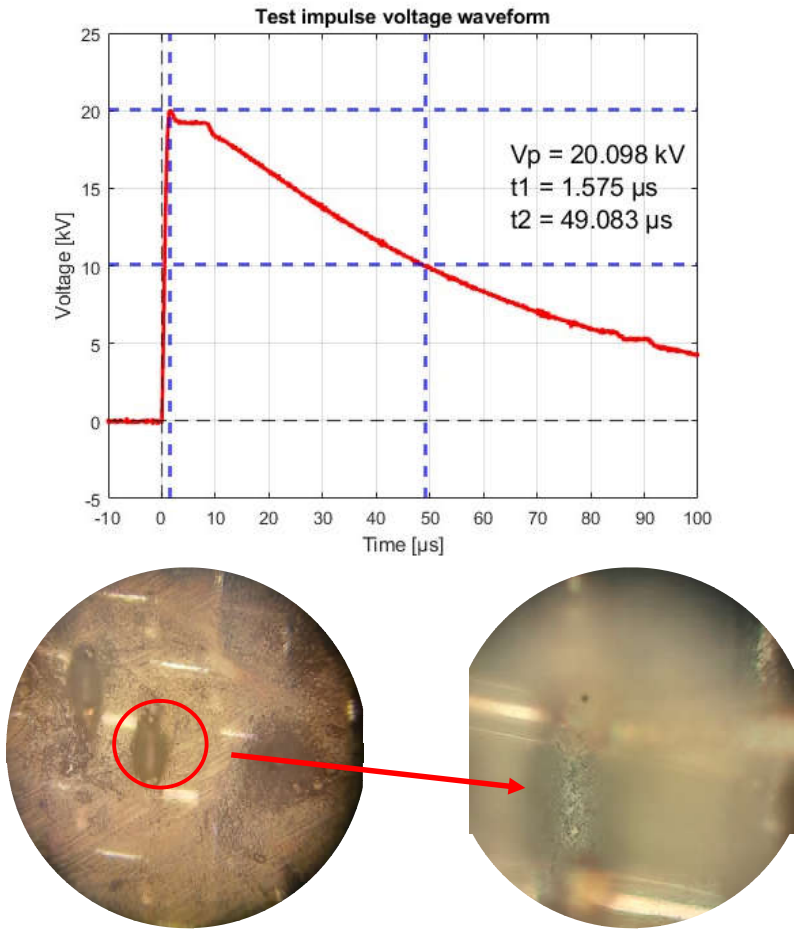 Test impulse voltage waveform
25
20
15
10
5
0
-5
Voltage [kV]
Vp = 20.098 kV
t1 = 1.575 µs
t2 = 49.083 µs
-10 0 10 20 30 40 50 60 70 80 90 100
Time [µs]